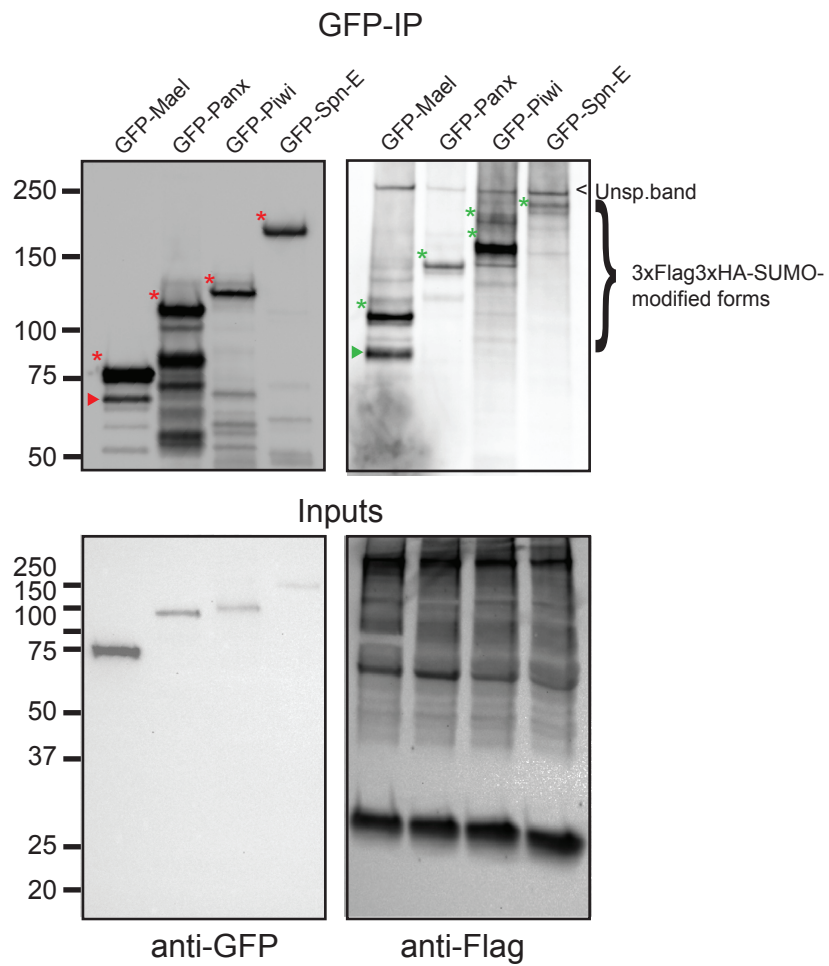 GFP-IP
GFP-Mael
GFP-Panx
GFP-Piwi
GFP-Spn-E
GFP-Mael
GFP-Panx
GFP-Piwi
GFP-Spn-E
250
150
100
75
50
*
*
*
*
*
*
*
*
*
< Unsp.band
3xFlag3xHA-SUMO-
modified forms
Inputs
250
150
100
75
50
37
25
20
anti-GFP
anti-Flag